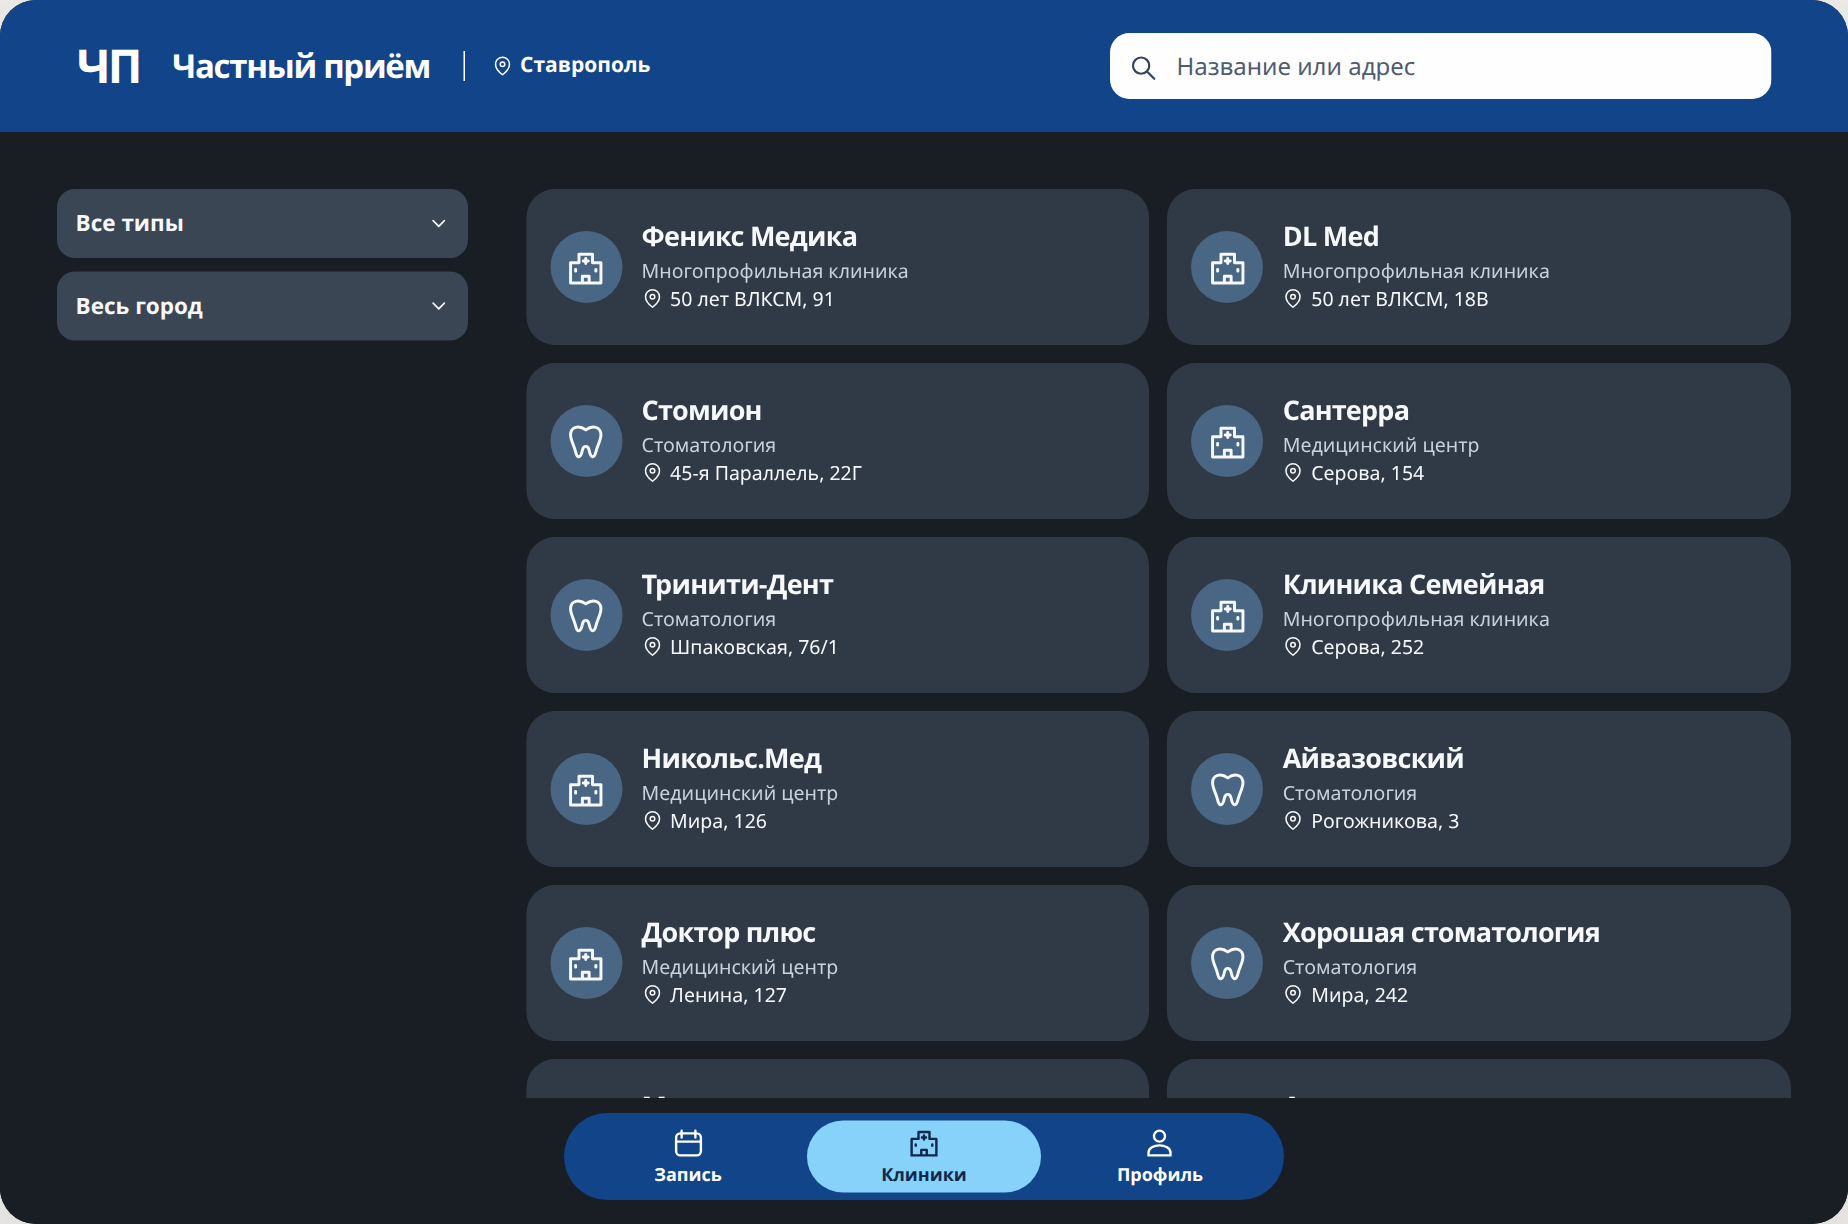 ЧП
Частный приём
Ставрополь
Название или адрес
Все типы
Весь город
Феникс Медика
Многопрофильная клиника
50 лет ВЛКСМ, 91
DL Med
Многопрофильная клиника
50 лет ВЛКСМ, 18В
Стомион
Стоматология
45-я Параллель, 22Г
Сантерра
Медицинский центр
Серова, 154
Тринити-Дент
Стоматология
Шпаковская, 76/1
Клиника Семейная
Многопрофильная клиника
Серова, 252
Никольс.Мед
Медицинский центр
Мира, 126
Айвазовский
Стоматология
Рогожникова, 3
Доктор плюс
Медицинский центр
Ленина, 127
Хорошая стоматология
Стоматология
Мира, 242
Запись
Клиники
Профиль